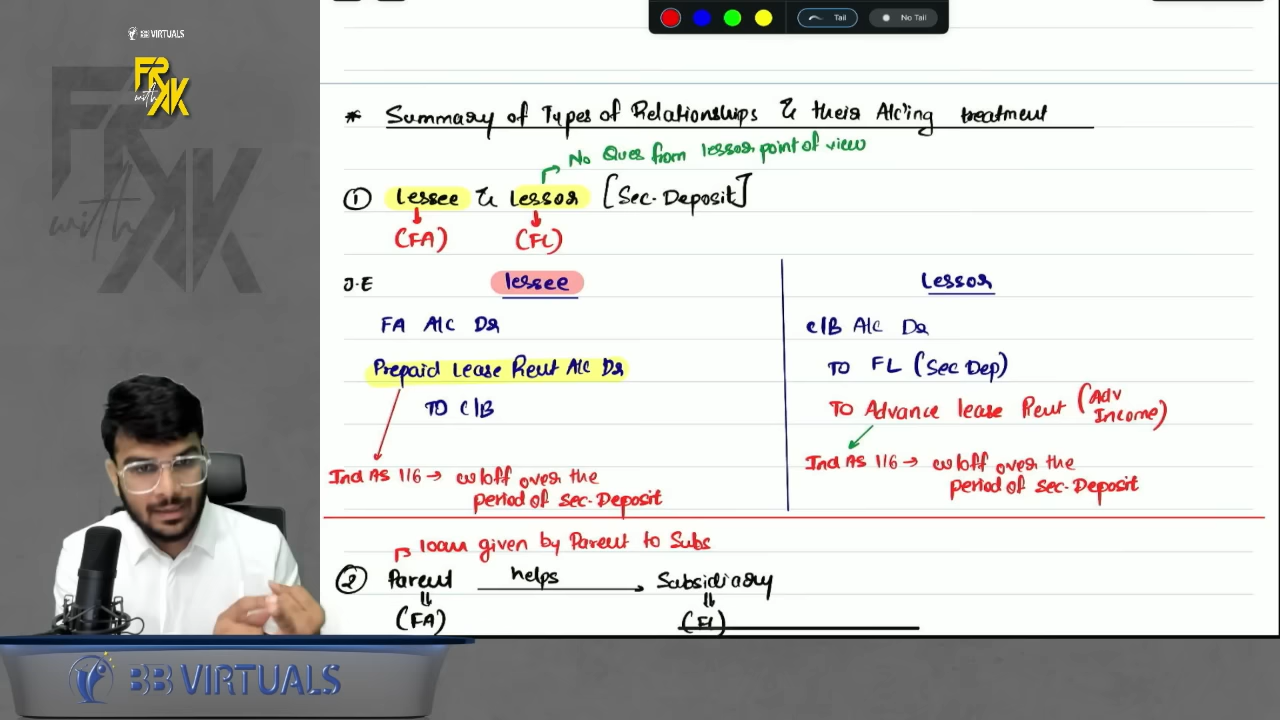 BB VIRTUALS
FR
with
AK
FR
with
AK
Tail
No Tail
* Summary of Types of Relationships & their A/c'ing treatment
No Ques from lessor point of view
① Lessee & Lessor [Sec. Deposit]
(FA) (FL)
J.E Lessee Lessor
FA A/c Dr
Prepaid Lease Rent A/c Dr
To C/B
C/B A/c Dr
To FL (Sec Dep)
To Advance lease Rent (Adv Income)
Ind AS 116 → w/off over the
period of Sec. Deposit
Ind AS 116 → w/off over the
period of Sec. Deposit
loan given by Parent to Subs
② Parent helps Subsidiary
(FA) (FL)
BB VIRTUALS